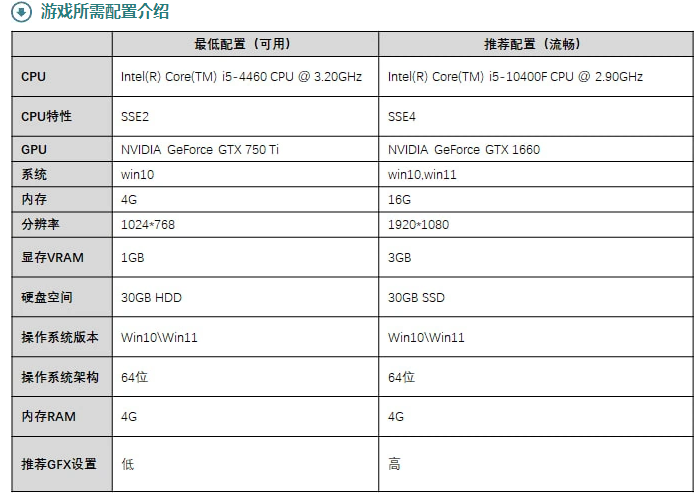 游戏所需配置介绍
最低配置（可用） 推荐配置（流畅）
CPU Intel(R) Core(TM) i5-4460 CPU @ 3.20GHz Intel(R) Core(TM) i5-10400F CPU @ 2.90GHz
CPU特性 SSE2 SSE4
GPU NVIDIA GeForce GTX 750 Ti NVIDIA GeForce GTX 1660
系统 win10 win10,win11
内存 4G 16G
分辨率 1024*768 1920*1080
显存VRAM 1GB 3GB
硬盘空间 30GB HDD 30GB SSD
操作系统版本 Win10\Win11 Win10\Win11
操作系统架构 64位 64位
内存RAM 4G 4G
推荐GFX设置 低 高